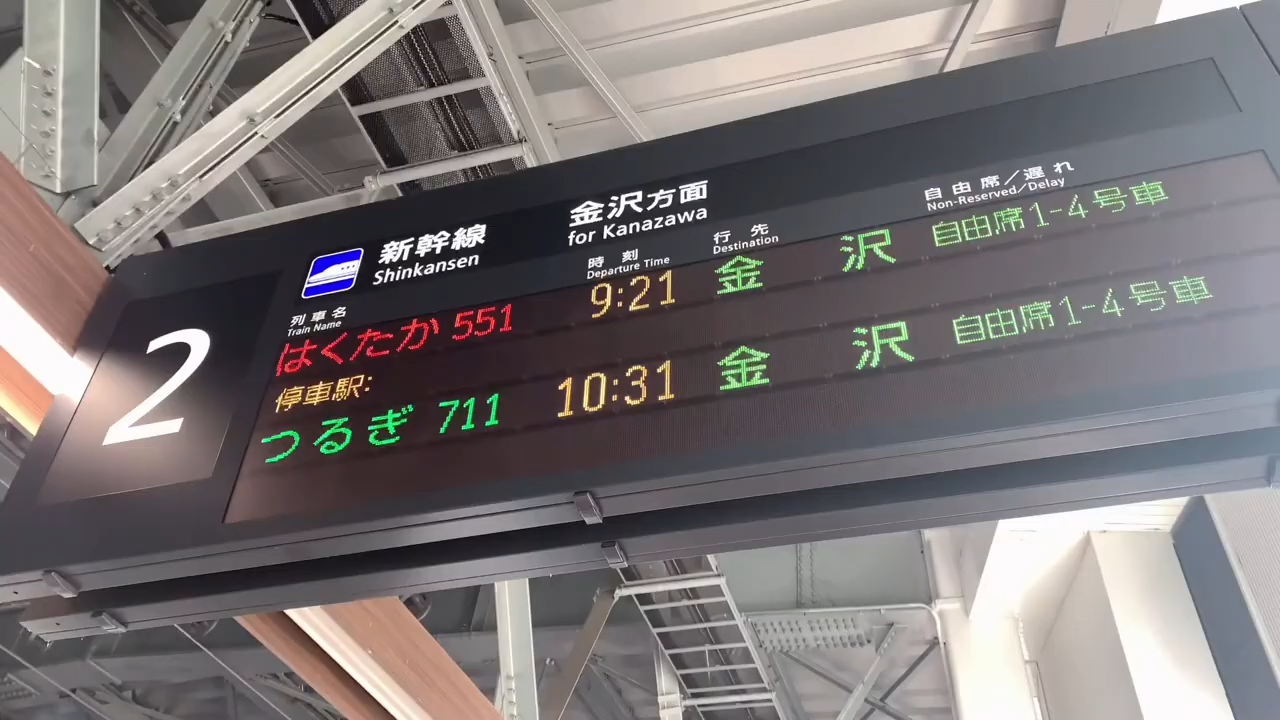 2
新幹線
Shinkansen
金沢方面
for Kanazawa
列車名
Train Name
時刻
Departure Time
行先
Destination
自由席/遅れ
Non-Reserved/Delay
はくたか 551 9:21 金沢 自由席1-4号車
停車駅:
つるぎ 711 10:31 金沢 自由席1-4号車